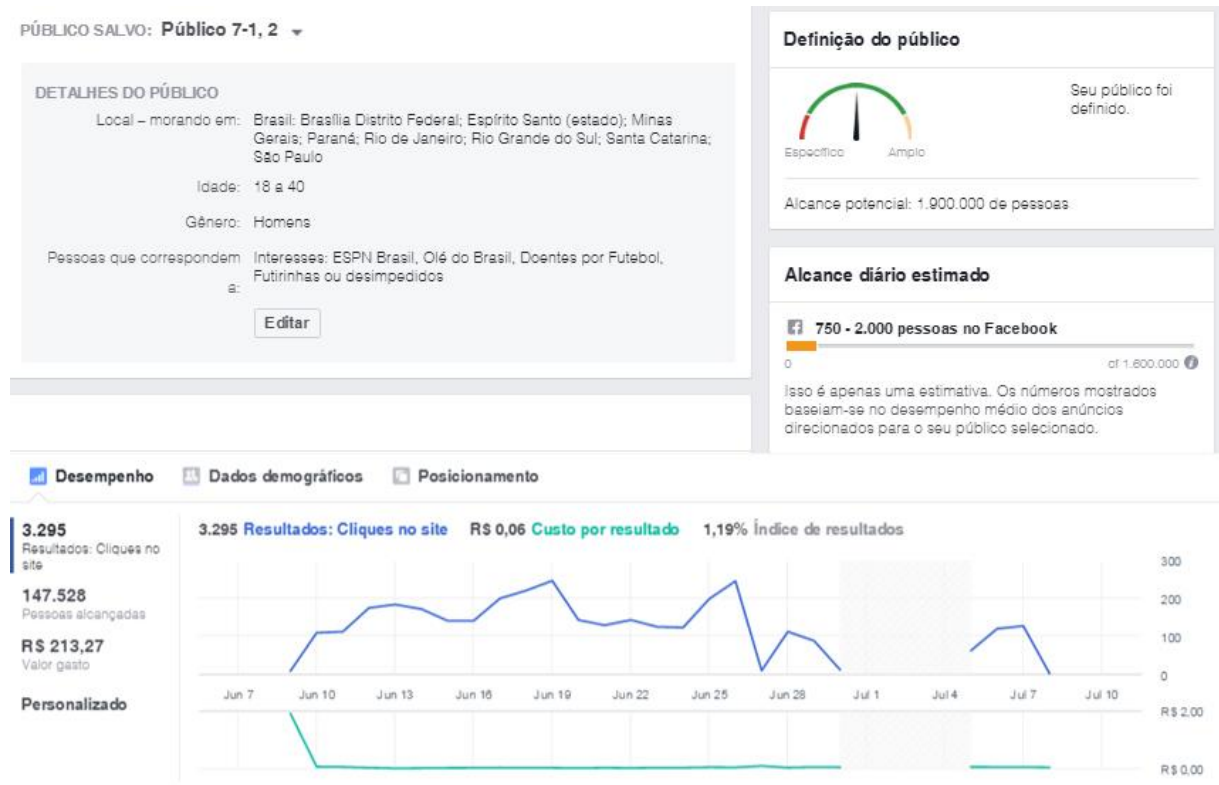 PÚBLICO SALVO: Público 7-1, 2
DETALHES DO PÚBLICO
Local – morando em: Brasil: Brasília Distrito Federal; Espírito Santo (estado); Minas
Gerais; Paraná; Rio de Janeiro; Rio Grande do Sul; Santa Catarina;
São Paulo
Idade: 18 a 40
Gênero: Homens
Pessoas que correspondem a: Interesses: ESPN Brasil, Olé do Brasil, Doentes por Futebol,
Futirinhas ou desimpedidos
Editar
Definição do público
Seu público foi
definido.
Específico Amplo
Alcance potencial: 1.900.000 de pessoas
Alcance diário estimado
750 - 2.000 pessoas no Facebook
0 of 1.600.000
Isso é apenas uma estimativa. Os números mostrados
baseiam-se no desempenho médio dos anúncios
direcionados para o seu público selecionado.
Desempenho Dados demográficos Posicionamento
3.295
Resultados: Cliques no
site
147.528
Pessoas alcançadas
R$ 213,27
Valor gasto
Personalizado
3.295 Resultados: Cliques no site R$ 0,06 Custo por resultado 1,19% Índice de resultados
300
200
100
0
Jun 7 Jun 10 Jun 13 Jun 16 Jun 19 Jun 22 Jun 25 Jun 28 Jul 1 Jul 4 Jul 7 Jul 10
R$ 2,00
R$ 0,00